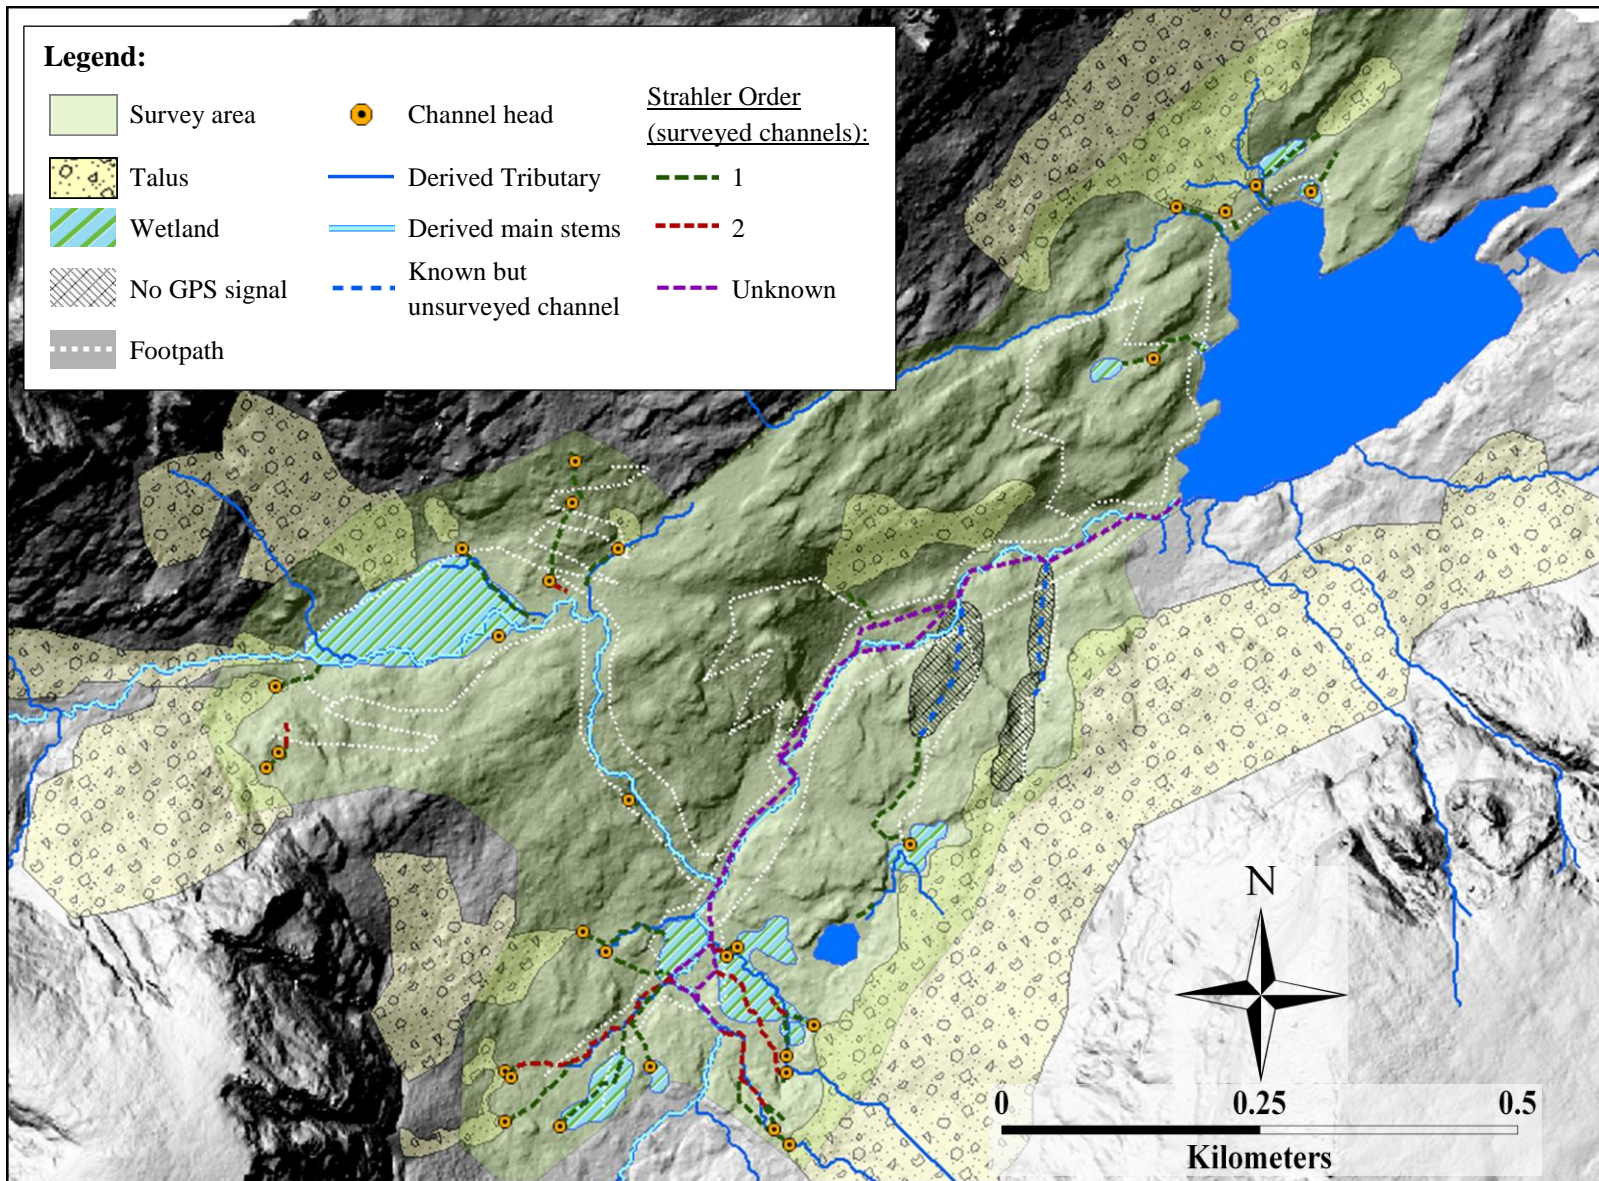 Legend:
Survey area
Talus
Wetland
No GPS signal
Footpath
Channel head
Derived Tributary
Derived main stems
Known but
unsurveyed channel
Strahler Order
(surveyed channels):
1
2
Unknown
N
0 0.25 0.5
Kilometers